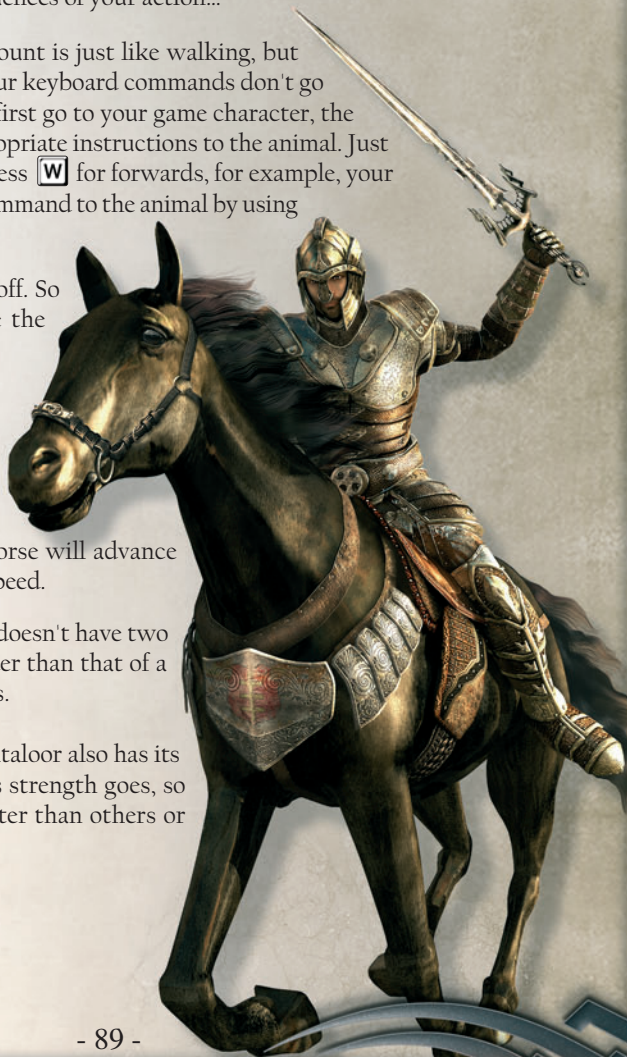 ences of your action...
ount is just like walking, but
ur keyboard commands don't go
first go to your game character, the
opriate instructions to the animal. Just
ess W for forwards, for example, your
mmand to the animal by using
off. So
the
orse will advance
peed.
doesn't have two
er than that of a
s.
taloor also has its
s strength goes, so
ter than others or
- 89 -